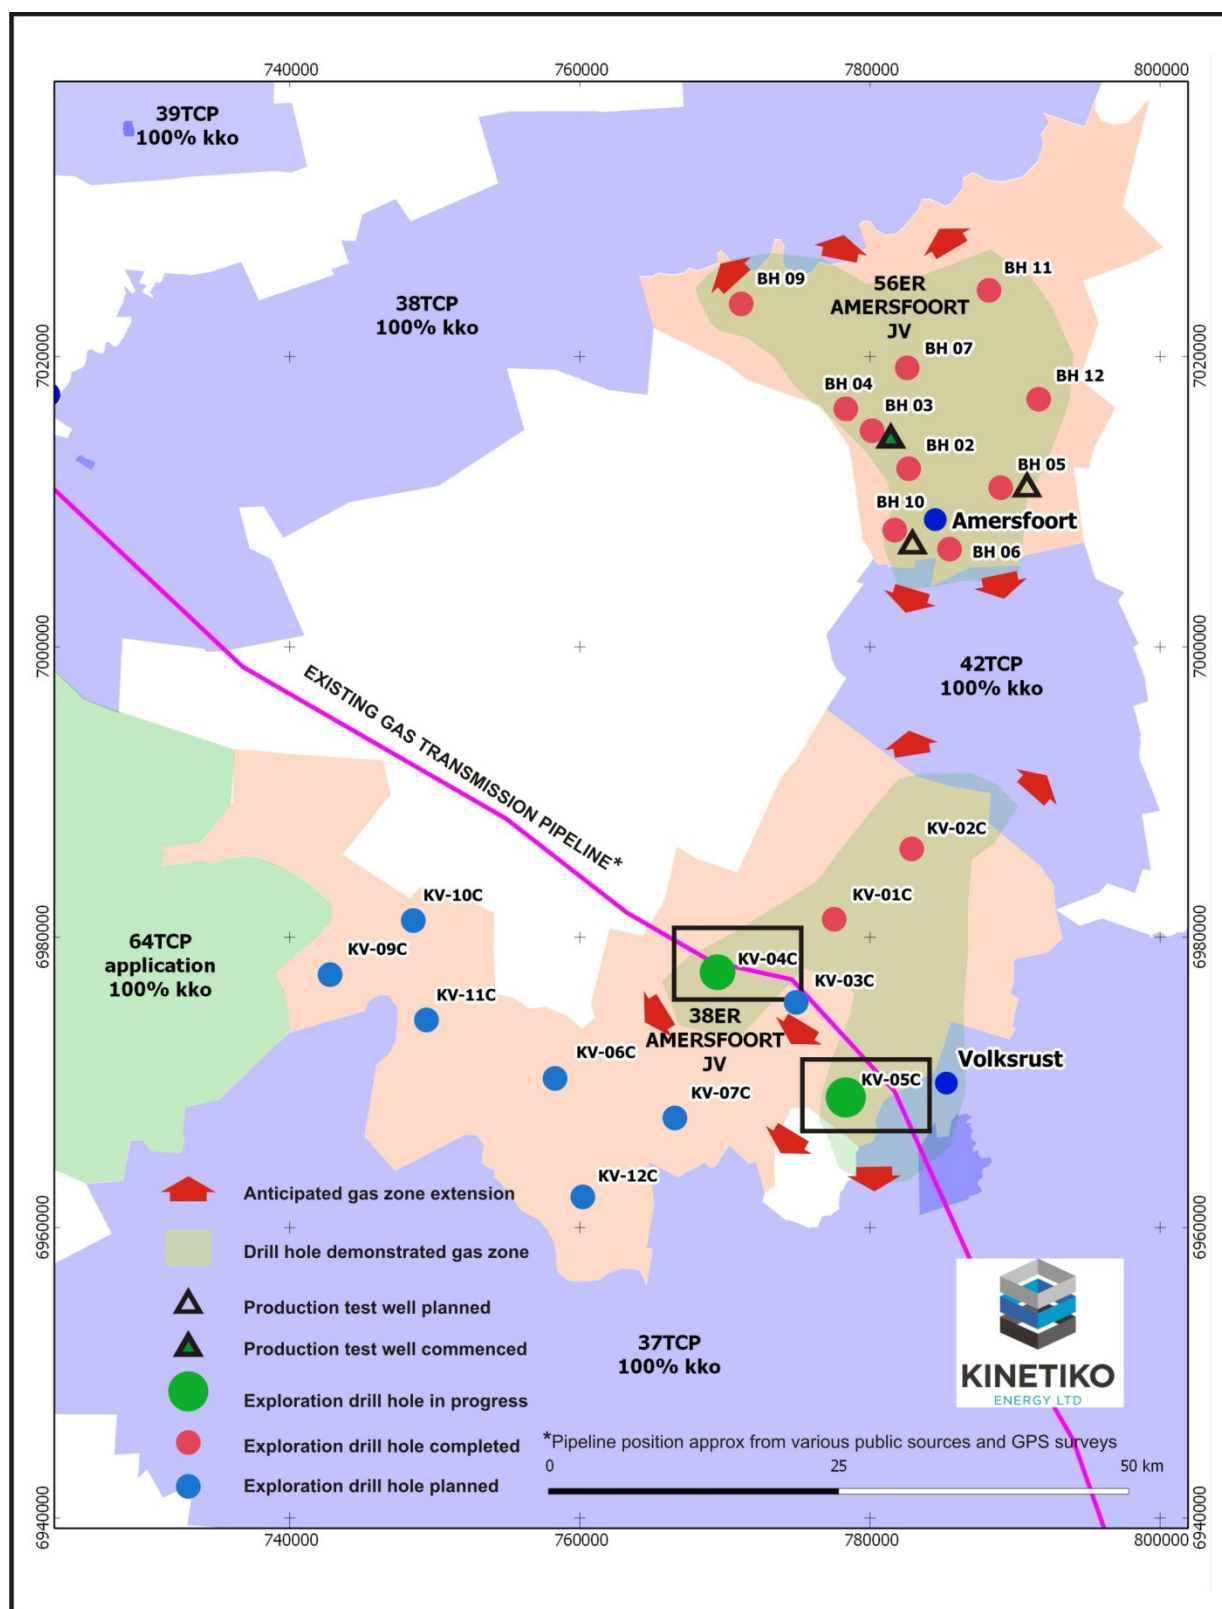 740000
760000
780000
800000
39TCP
100% kko
38TCP
100% kko
BH 09
56ER
AMERSFOORT
JV
BH 11
7020000
7020000
BH 07
BH 04
BH 12
BH 03
BH 02
BH 05
BH 10
Amersfoort
BH 06
7000000
7000000
42TCP
100% kko
EXISTING GAS TRANSMISSION PIPELINE*
KV-02C
KV-10C
KV-01C
6980000
6980000
64TCP
application
100% kko
KV-09C
KV-04C
KV-03C
KV-11C
38ER
AMERSFOORT
JV
KV-06C
Volksrust
KV-05C
KV-07C
KV-12C
Anticipated gas zone extension
6960000
6960000
Drill hole demonstrated gas zone
Production test well planned
Production test well commenced
37TCP
100% kko
KINETIKO
ENERGY LTD
Exploration drill hole in progress
Exploration drill hole completed
*Pipeline position approx from various public sources and GPS surveys
Exploration drill hole planned
0
25
50 km
6940000
6940000
740000
760000
780000
800000